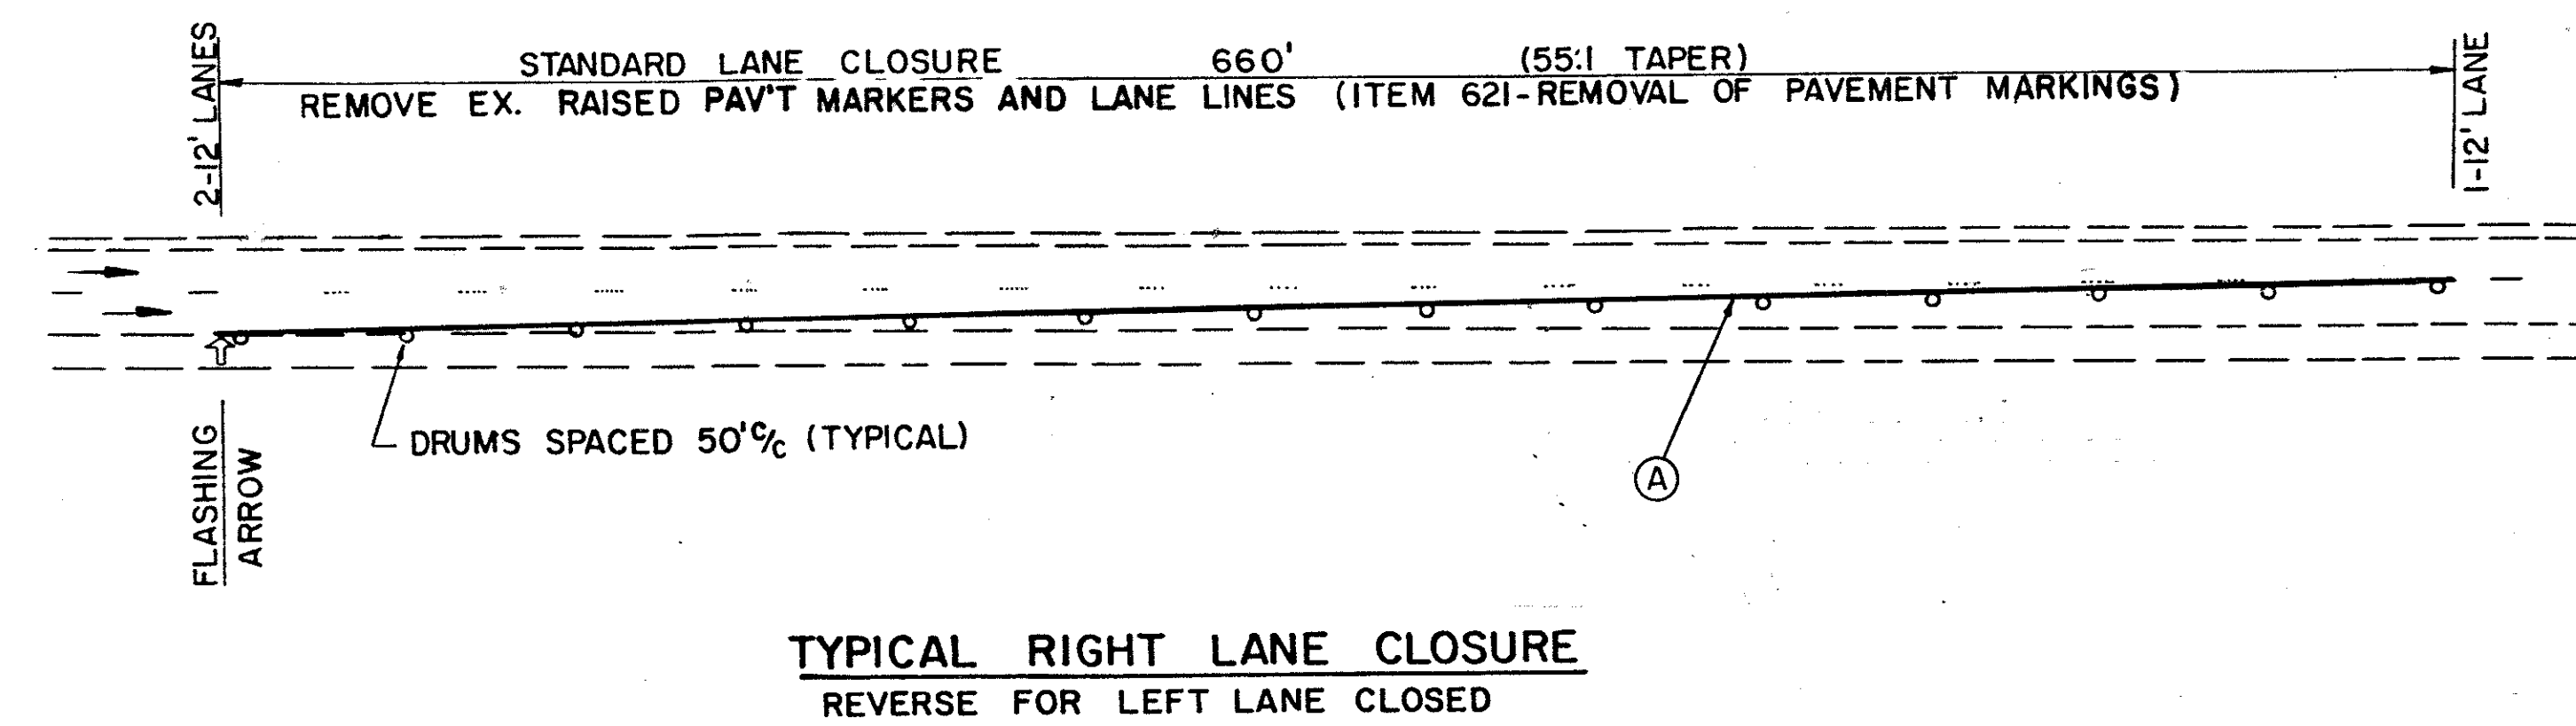 STANDARD LANE CLOSURE 660' (55:1 TAPER)
REMOVE EX. RAISED PAV'T MARKERS AND LANE LINES (ITEM 621-REMOVAL OF PAVEMENT MARKINGS)
2-12' LANES
1-12' LANE
DRUMS SPACED 50' C/C (TYPICAL)
A
FLASHING
ARROW
TYPICAL RIGHT LANE CLOSURE
REVERSE FOR LEFT LANE CLOSED